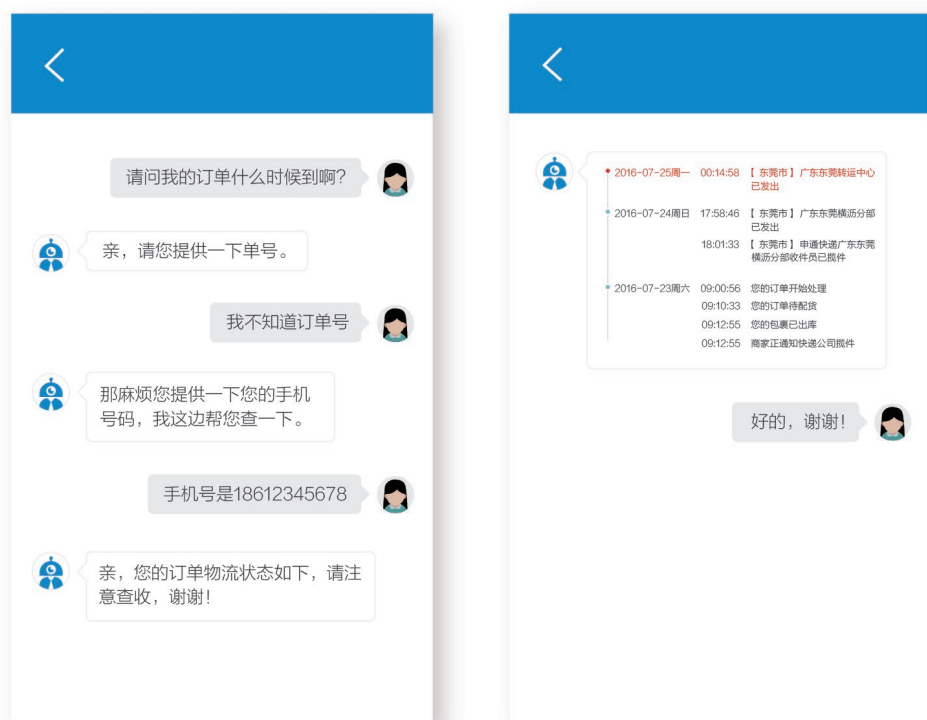 请问我的订单什么时候到啊?
亲，请您提供一下单号。
我不知道订单号
那麻烦您提供一下您的手机
号码，我这边帮您查一下。
手机号是18612345678
亲，您的订单物流状态如下，请注
意查收，谢谢!
2016-07-25周一 00:14:58 【 东莞市 】 广东东莞转运中心
已发出
2016-07-24周日 17:58:46 【 东莞市 】 广东东莞横沥分部
已发出
18:01:33 【 东莞市 】 申通快递广东东莞
横沥分部收件员已揽件
2016-07-23周六 09:00:56 您的订单开始处理
09:10:33 您的订单待配货
09:12:55 您的包裹已出库
09:12:55 商家正通知快递公司揽件
好的，谢谢!